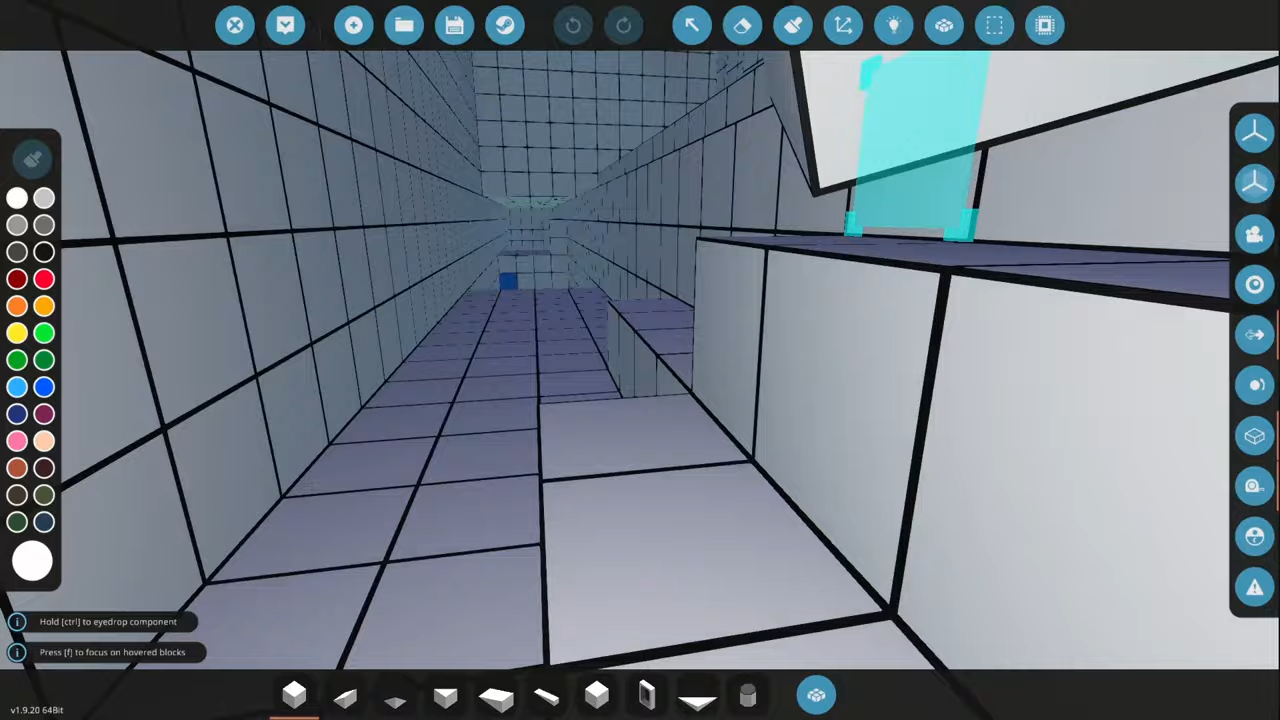 Hold [ctrl] to eyedrop component
Press [f] to focus on hovered blocks
v1.9.20 64Bit